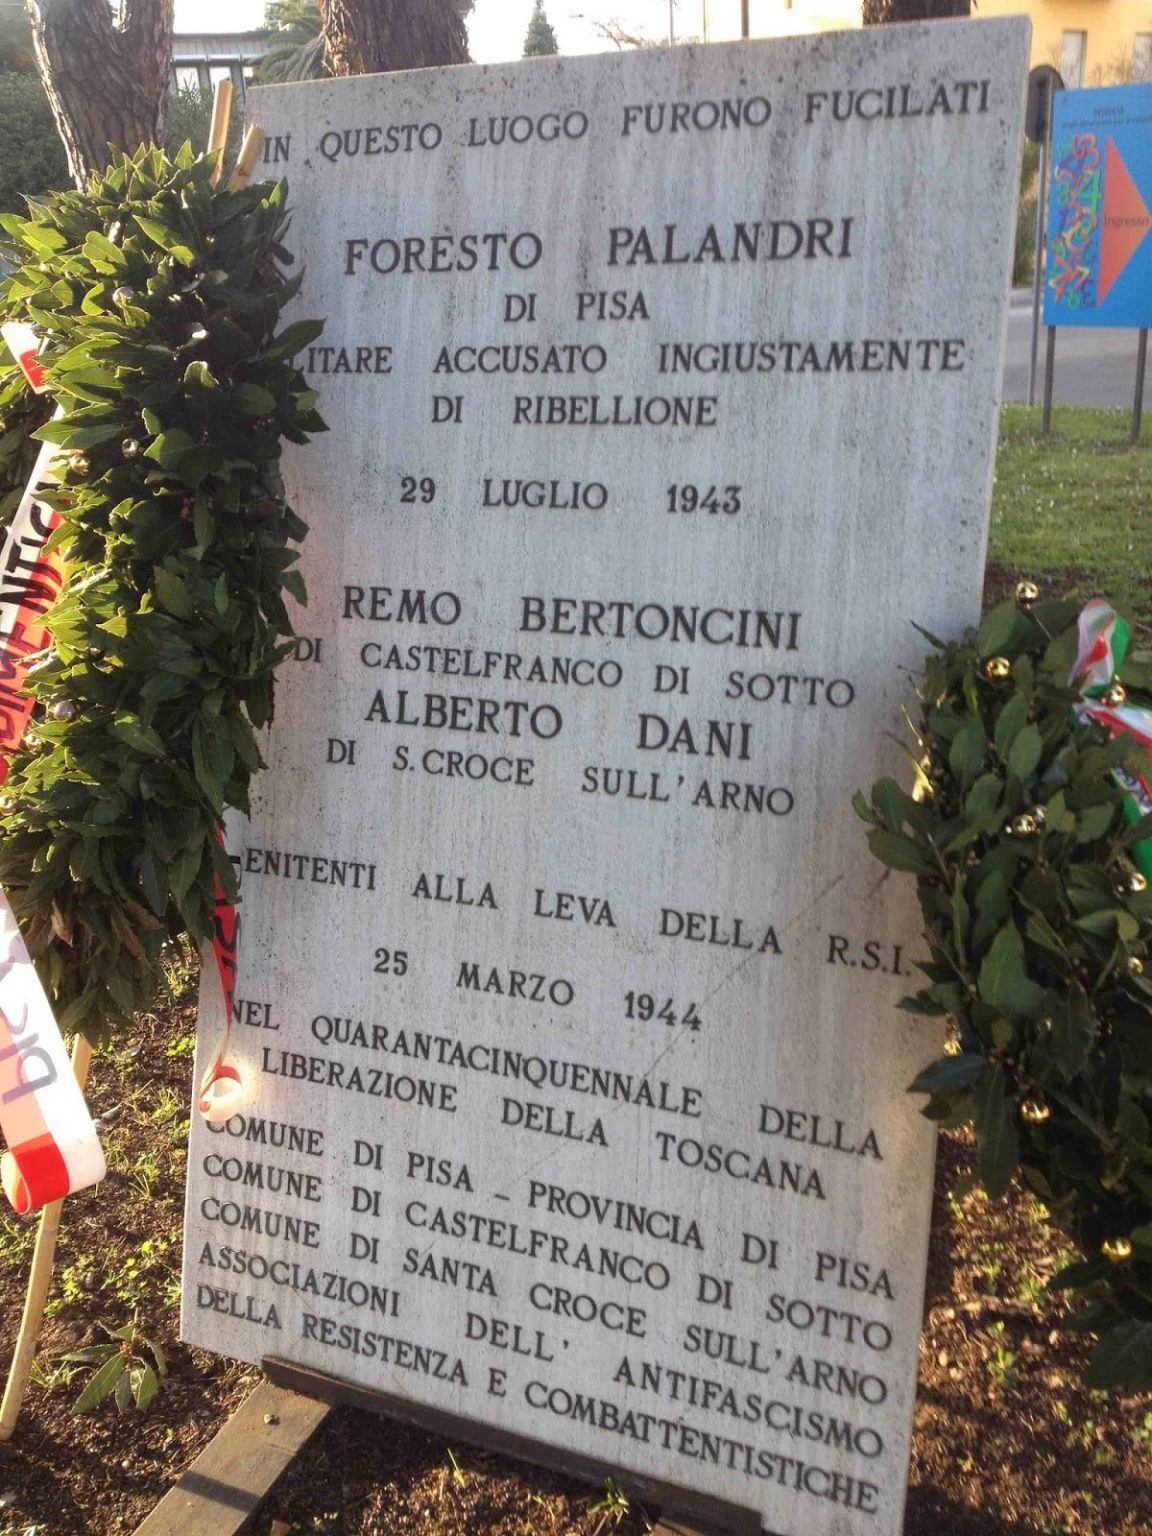 IN QUESTO LUOGO FURONO FUCILATI
FORESTO PALANDRI
DI PISA
LITARE ACCUSATO INGIUSTAMENTE
DI RIBELLIONE
29 LUGLIO 1943
REMO BERTONCINI
DI CASTELFRANCO DI SOTTO
ALBERTO DANI
DI S. CROCE SULL'ARNO
ENITENTI ALLA LEVA DELLA R.S.I.
25 MARZO 1944
NEL QUARANTACINQUENNALE DELLA
LIBERAZIONE DELLA TOSCANA
COMUNE DI PISA - PROVINCIA DI PISA
COMUNE DI CASTELFRANCO DI SOTTO
COMUNE DI SANTA CROCE SULL'ARNO
ASSOCIAZIONI DELL' ANTIFASCISMO
DELLA RESISTENZA E COMBATTENTISTICHE
MUSEO
Ingresso